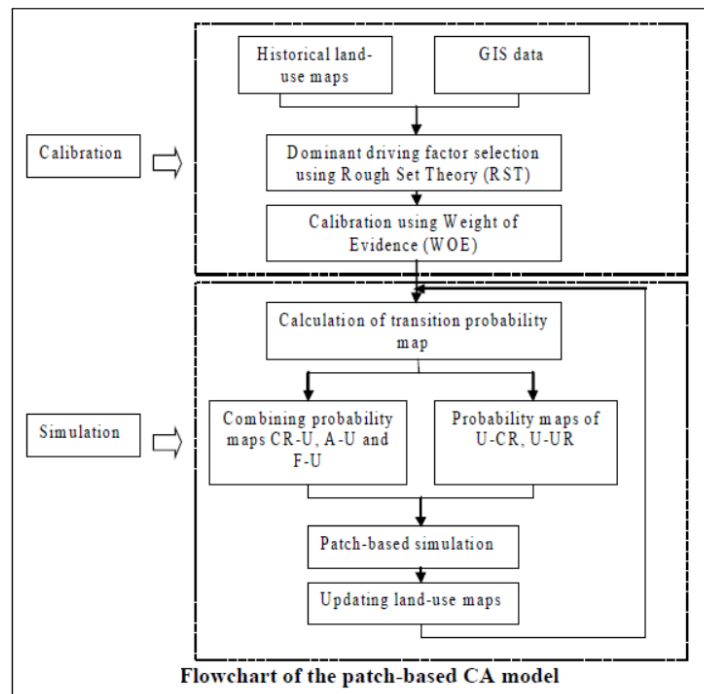 Historical land-
use maps
GIS data
Calibration
Dominant driving factor selection
using Rough Set Theory (RST)
Calibration using Weight of
Evidence (WOE)
Calculation of transition probability
map
Simulation
Combining probability
maps CR-U, A-U and
F-U
Probability maps of
U-CR, U-UR
Patch-based simulation
Updating land-use maps
Flowchart of the patch-based CA model